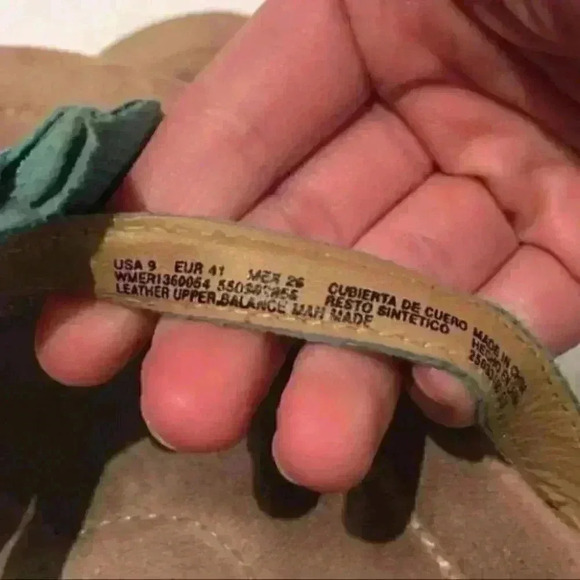 USA 9 EUR 41 MEX 26
WMER1360054
LEATHER UPPER.BALANCE MAN MADE
CUBIERTA DE CUERO
RESTO SINTETICO
MADE IN
HECHO